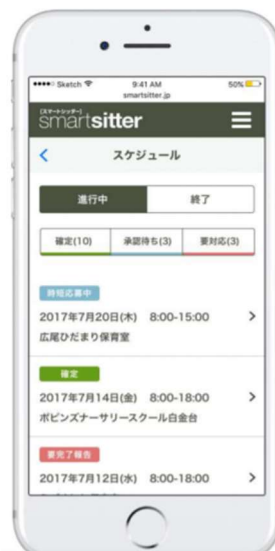 Sketch
9:41 AM
50%
smartsitter.jp
[スマートシッター]
smartsitter
スケジュール
進行中
終了
確定(10)
承認待ち(3)
要対応(3)
時短応募中
2017年7月20日(木) 8:00-15:00
広尾ひだまり保育室
確定
2017年7月14日(金) 8:00-18:00
ポピンズナーサリースクール白金台
要完了報告
2017年7月12日(水) 8:00-18:00